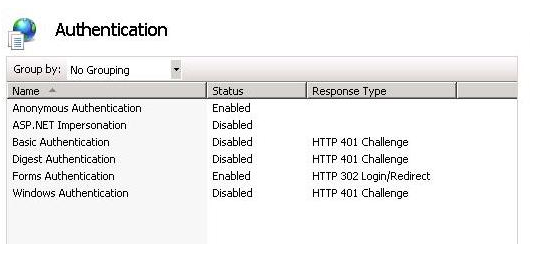 Authentication
Group by: No Grouping
Name Status Response Type
Anonymous Authentication Enabled
ASP.NET Impersonation Disabled
Basic Authentication Disabled HTTP 401 Challenge
Digest Authentication Disabled HTTP 401 Challenge
Forms Authentication Enabled HTTP 302 Login/Redirect
Windows Authentication Disabled HTTP 401 Challenge